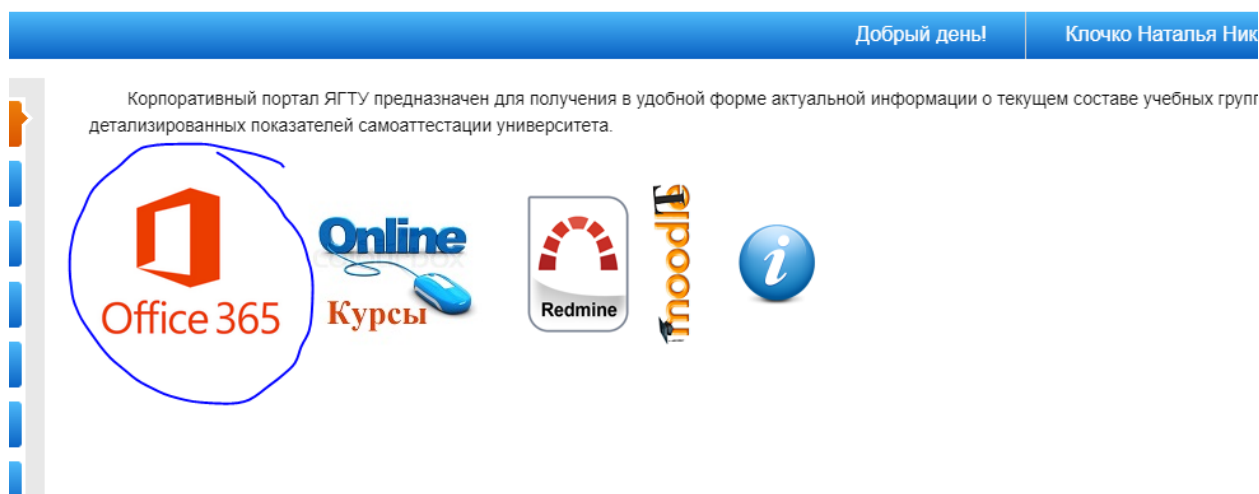 Добрый день!
Клочко Наталья Ник
Корпоративный портал ЯГТУ предназначен для получения в удобной форме актуальной информации о текущем составе учебных групп
детализированных показателей самоаттестации университета.
Office 365
Online
Курсы
Redmine
moodle
T
i